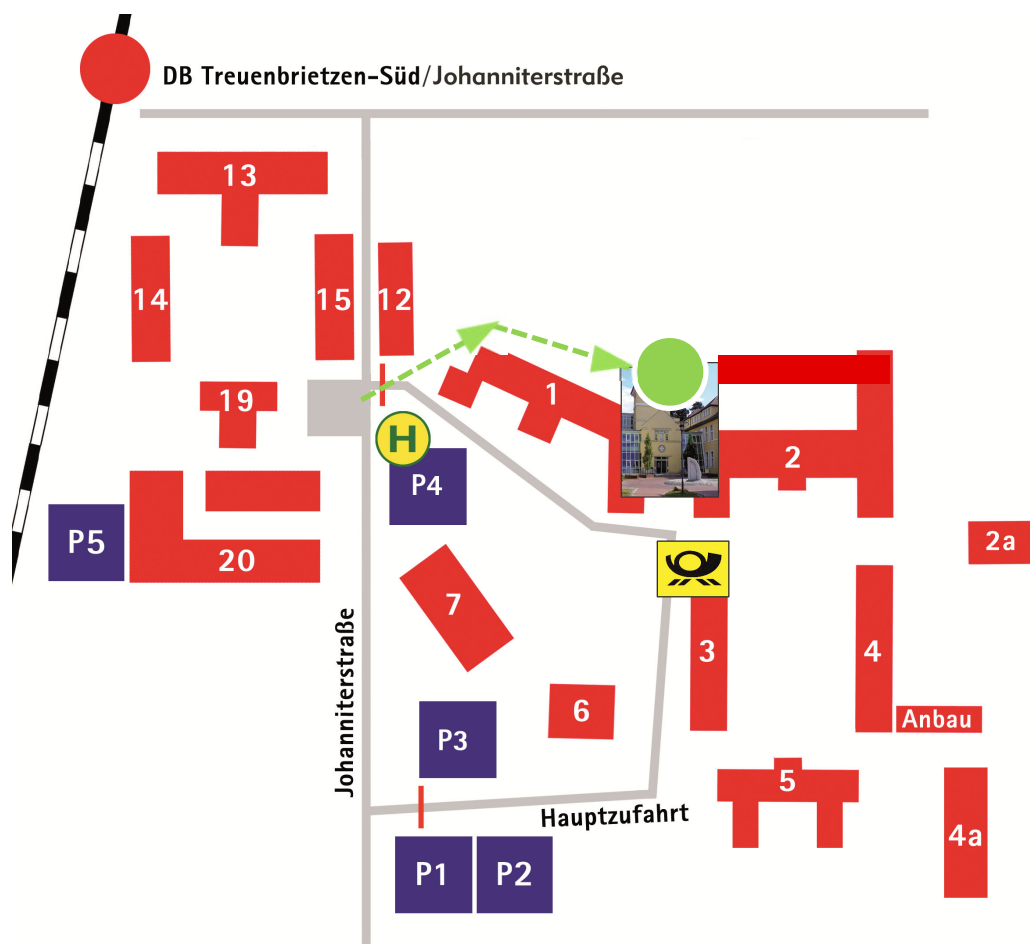 DB Treuenbrietzen-Süd/Johanniterstraße
13
14
15
12
19
1
2
H
P4
P5
20
2a
7
3
4
6
Anbau
P3
Johanniterstraße
5
Hauptzufahrt
4a
P1
P2